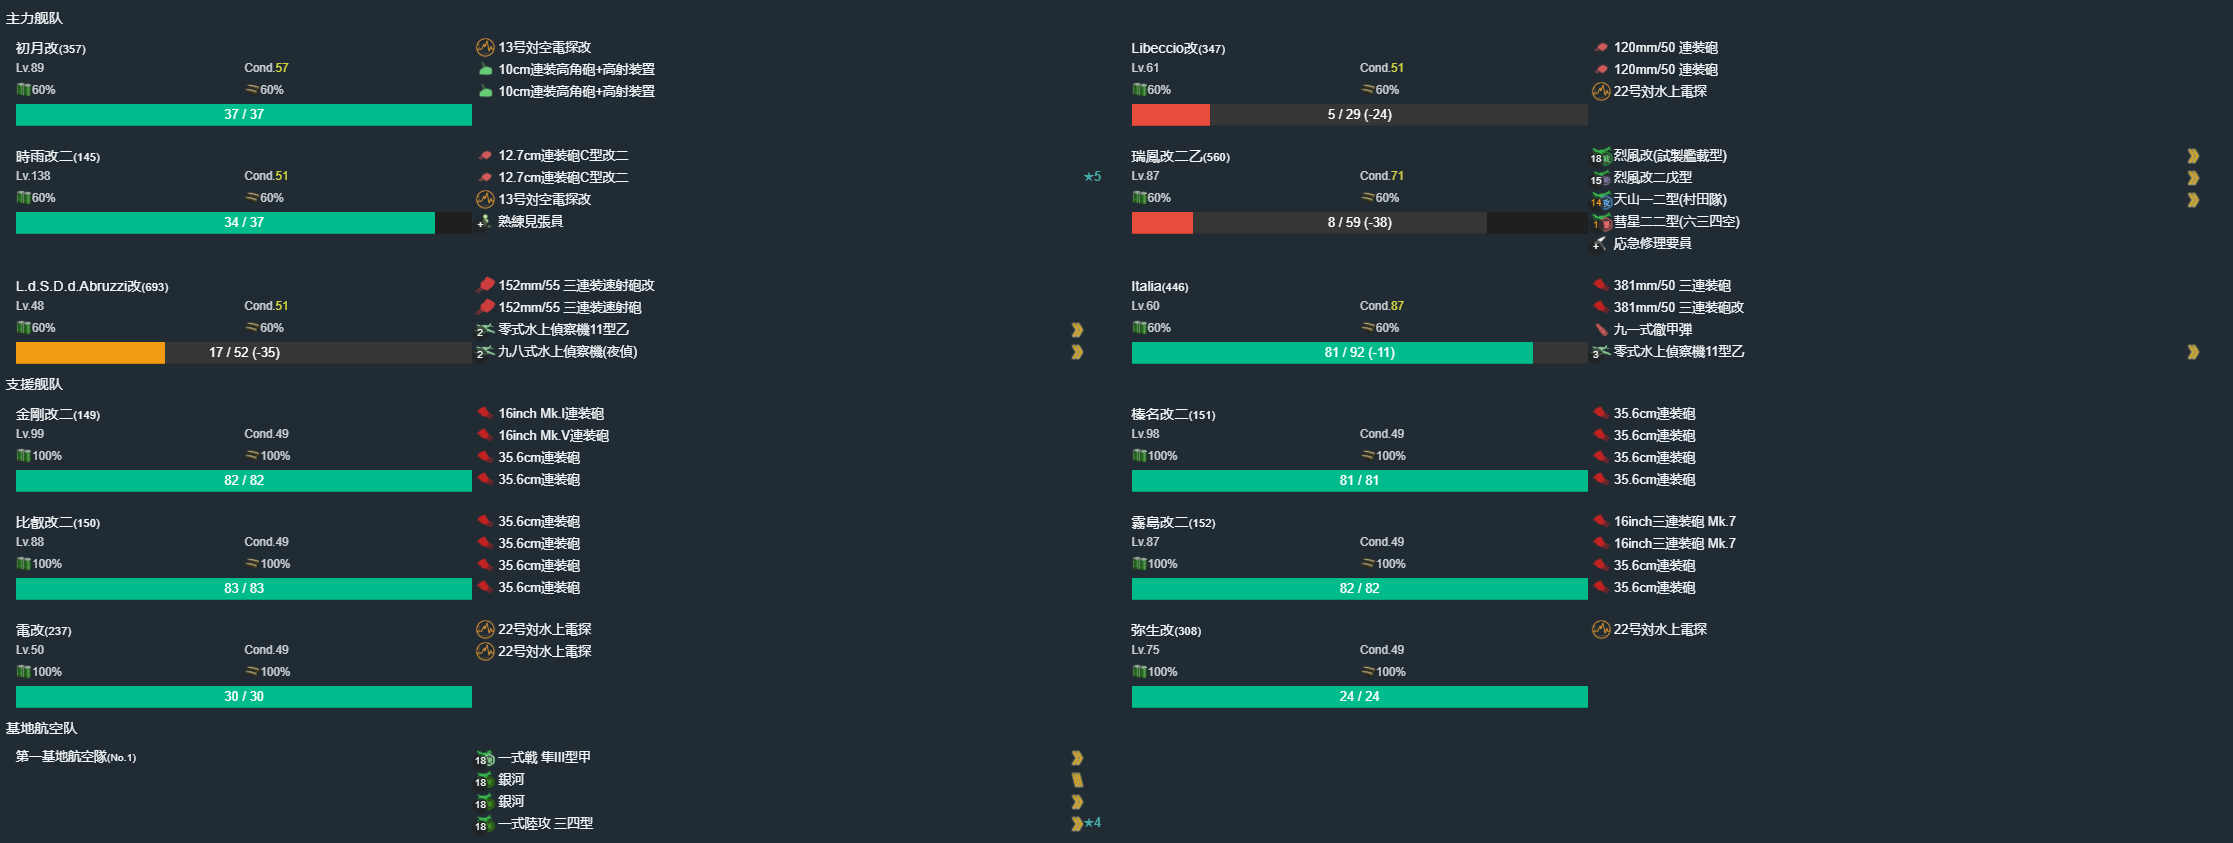 主力舰队
初月改(357)
Lv.89 Cond.57
60% 60%
37 / 37
13号対空電探改
10cm連装高角砲+高射装置
10cm連装高角砲+高射装置
Libeccio改(347)
Lv.61 Cond.51
60% 60%
5 / 29 (-24)
120mm/50 連装砲
120mm/50 連装砲
22号対水上電探
時雨改二(145)
Lv.138 Cond.51
60% 60%
34 / 37
12.7cm連装砲C型改二
12.7cm連装砲C型改二 ★5
13号対空電探改
+ 熟練見張員
瑞鳳改二乙(560)
Lv.87 Cond.71
60% 60%
8 / 59 (-38)
18 烈風改(試製艦載型)
15 烈風改二戊型
14 天山一二型(村田隊)
1 彗星二二型(六三四空)
+ 応急修理要員
L.d.S.D.d.Abruzzi改(693)
Lv.48 Cond.51
60% 60%
17 / 52 (-35)
152mm/55 三連装速射砲改
152mm/55 三連装速射砲
2 零式水上偵察機11型乙
2 九八式水上偵察機(夜偵)
Italia(446)
Lv.60 Cond.87
60% 60%
81 / 92 (-11)
381mm/50 三連装砲
381mm/50 三連装砲改
九一式徹甲弾
3 零式水上偵察機11型乙
支援舰队
金剛改二(149)
Lv.99 Cond.49
100% 100%
82 / 82
16inch Mk.I連装砲
16inch Mk.V連装砲
35.6cm連装砲
35.6cm連装砲
榛名改二(151)
Lv.98 Cond.49
100% 100%
81 / 81
35.6cm連装砲
35.6cm連装砲
35.6cm連装砲
35.6cm連装砲
比叡改二(150)
Lv.88 Cond.49
100% 100%
83 / 83
35.6cm連装砲
35.6cm連装砲
35.6cm連装砲
35.6cm連装砲
霧島改二(152)
Lv.87 Cond.49
100% 100%
82 / 82
16inch三連装砲 Mk.7
16inch三連装砲 Mk.7
35.6cm連装砲
35.6cm連装砲
電改(237)
Lv.50 Cond.49
100% 100%
30 / 30
22号対水上電探
22号対水上電探
弥生改(308)
Lv.75 Cond.49
100% 100%
24 / 24
22号対水上電探
基地航空队
第一基地航空隊(No.1)
18 一式戦 隼III型甲
18 銀河
18 銀河
18 一式陸攻 三四型 ★4